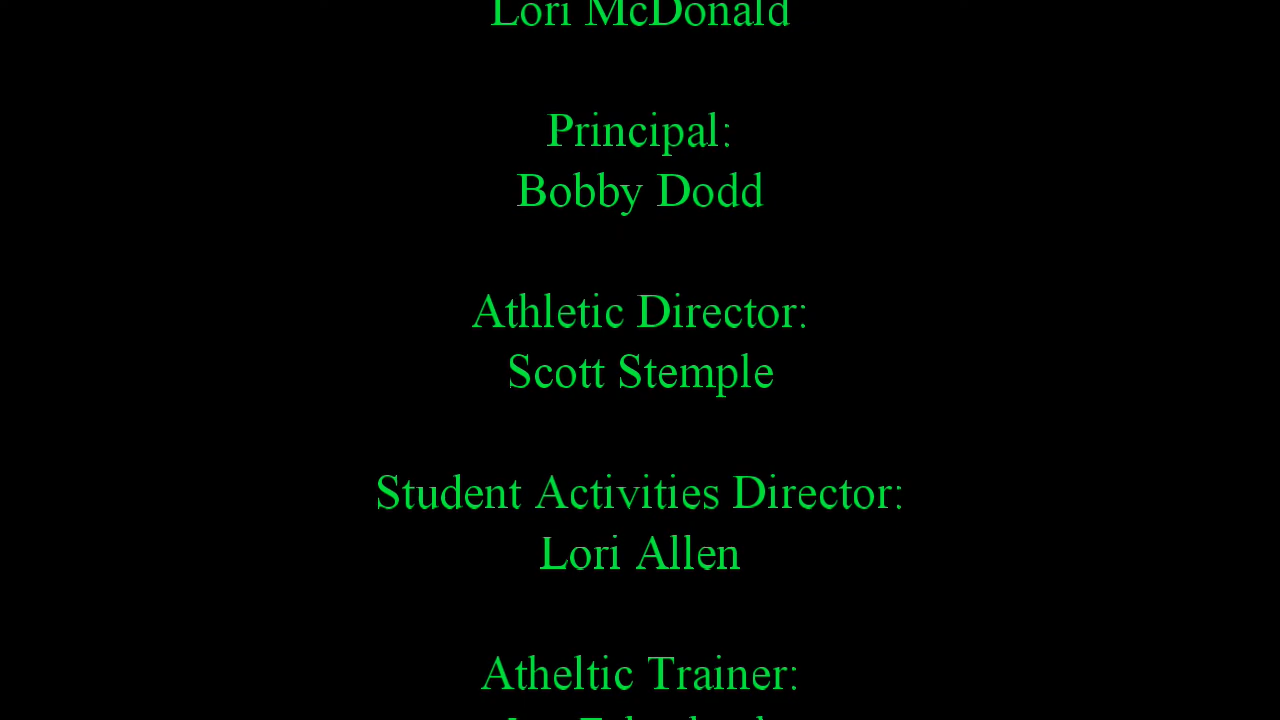 Lori McDonald
Principal:
Bobby Dodd
Athletic Director:
Scott Stemple
Student Activities Director:
Lori Allen
Atheltic Trainer: